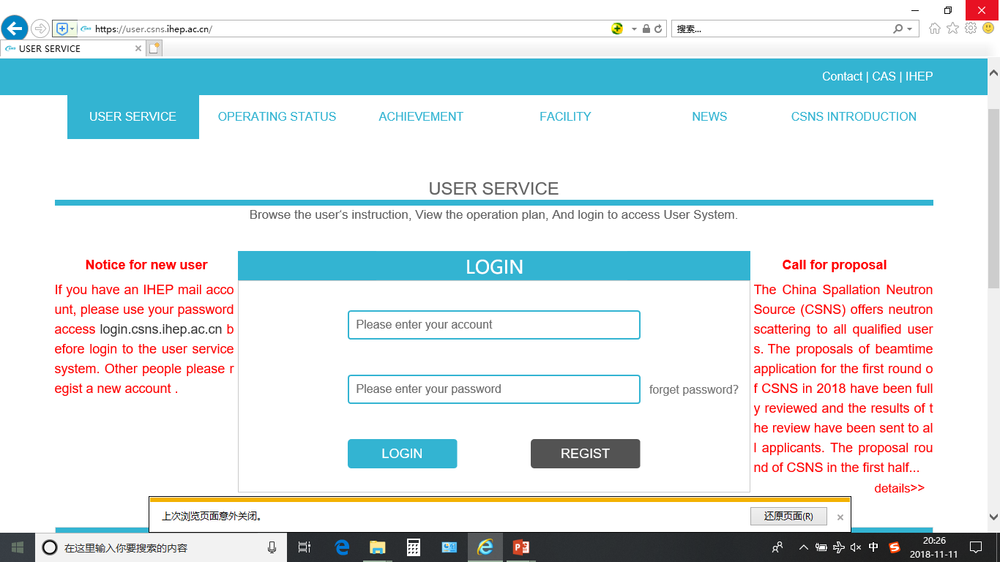 https://user.csns.ihep.ac.cn/
搜索...
USER SERVICE
Contact | CAS | IHEP
USER SERVICE OPERATING STATUS ACHIEVEMENT FACILITY NEWS CSNS INTRODUCTION
USER SERVICE
Browse the user‘s instruction, View the operation plan, And login to access User System.
Notice for new user
If you have an IHEP mail acco
unt, please use your password
access login.csns.ihep.ac.cn b
efore login to the user service
system. Other people please r
egist a new account .
LOGIN
Please enter your account
Please enter your password
forget password?
LOGIN REGIST
Call for proposal
The China Spallation Neutron
Source (CSNS) offers neutron
scattering to all qualified user
s. The proposals of beamtime
application for the first round o
f CSNS in 2018 have been full
y reviewed and the results of t
he review have been sent to al
l applicants. The proposal rou
nd of CSNS in the first half...
details>>
上次浏览页面意外关闭。 还原页面(R)
在这里输入你要搜索的内容
中
20:26
2018-11-11